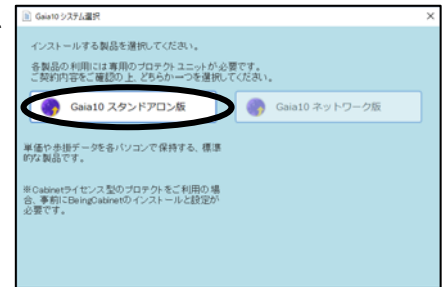 Gaia10 システム選択
インストールする製品を選択してください。
各製品の利用には専用のプロテクトユニットが必要です。
ご契約内容をご確認の上、どちらか一つを選択してください。
Gaia10 スタンドアロン版
Gaia10 ネットワーク版
単価や歩掛データを各パソコンで保持する、標準
的な製品です。
※Cabinetライセンス型のプロテクトをご利用の場
合、事前にBeingCabinetのインストールと設定が
必要です。